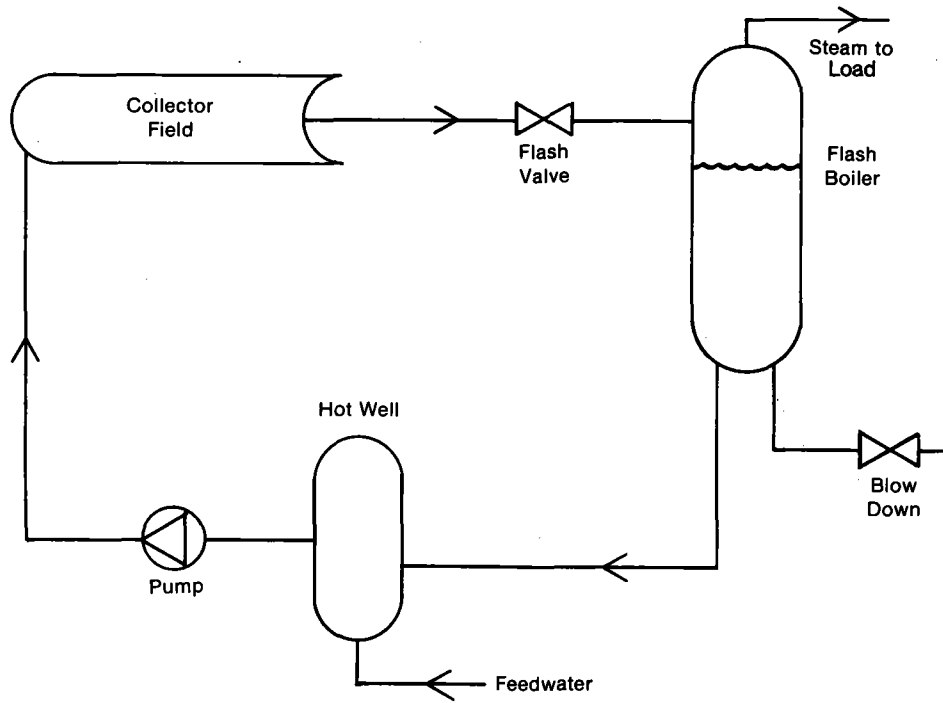 Steam to
Load
Collector
Field
Flash
Valve
Flash
Boiler
Hot Well
Blow
Down
Pump
Feedwater